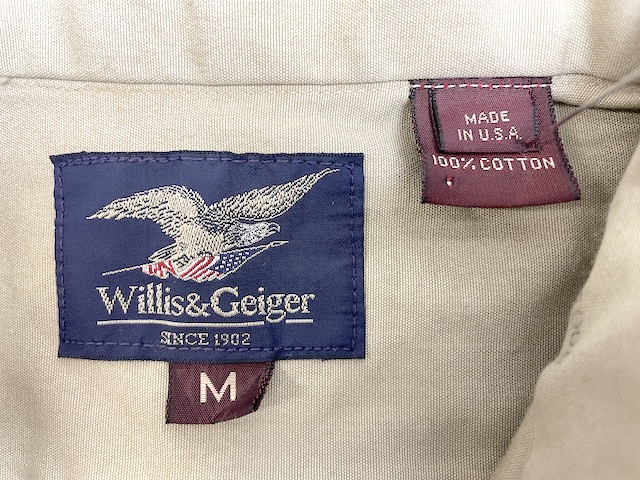 MADE
IN U.S.A.
100% COTTON
Willis&Geiger
SINCE 1902
M